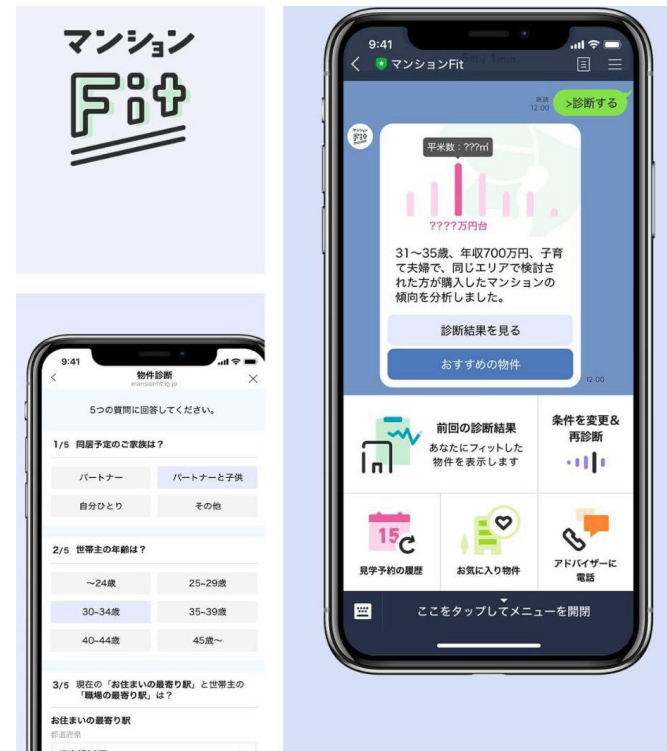 マンション
Fit
9:41
物件診断
mansionfit.lg.jp
5つの質問に回答してください。
1/5 同居予定のご家族は？
パートナー
パートナーと子供
自分ひとり
その他
2/5 世帯主の年齢は？
～24歳
25~29歳
30-34歳
35~39歳
40~44歳
45歳～
3/5 現在の「お住まいの最寄り駅」と世帯主の
「職場の最寄り駅」は？
お住まいの最寄り駅
都道府県
9:41
マンションFit
既読
12:00
>診断する
マンション
Fit
平米数：???㎡
????万円台
31～35歳、年収700万円、子育
て夫婦で、同じエリアで検討さ
れた方が購入したマンションの
傾向を分析しました。
診断結果を見る
おすすめの物件
12:00
前回の診断結果
あなたにフィットした
物件を表示します
条件を変更&
再診断
15
見学予約の履歴
お気に入り物件
アドバイザーに
電話
ここをタップしてメニューを開閉